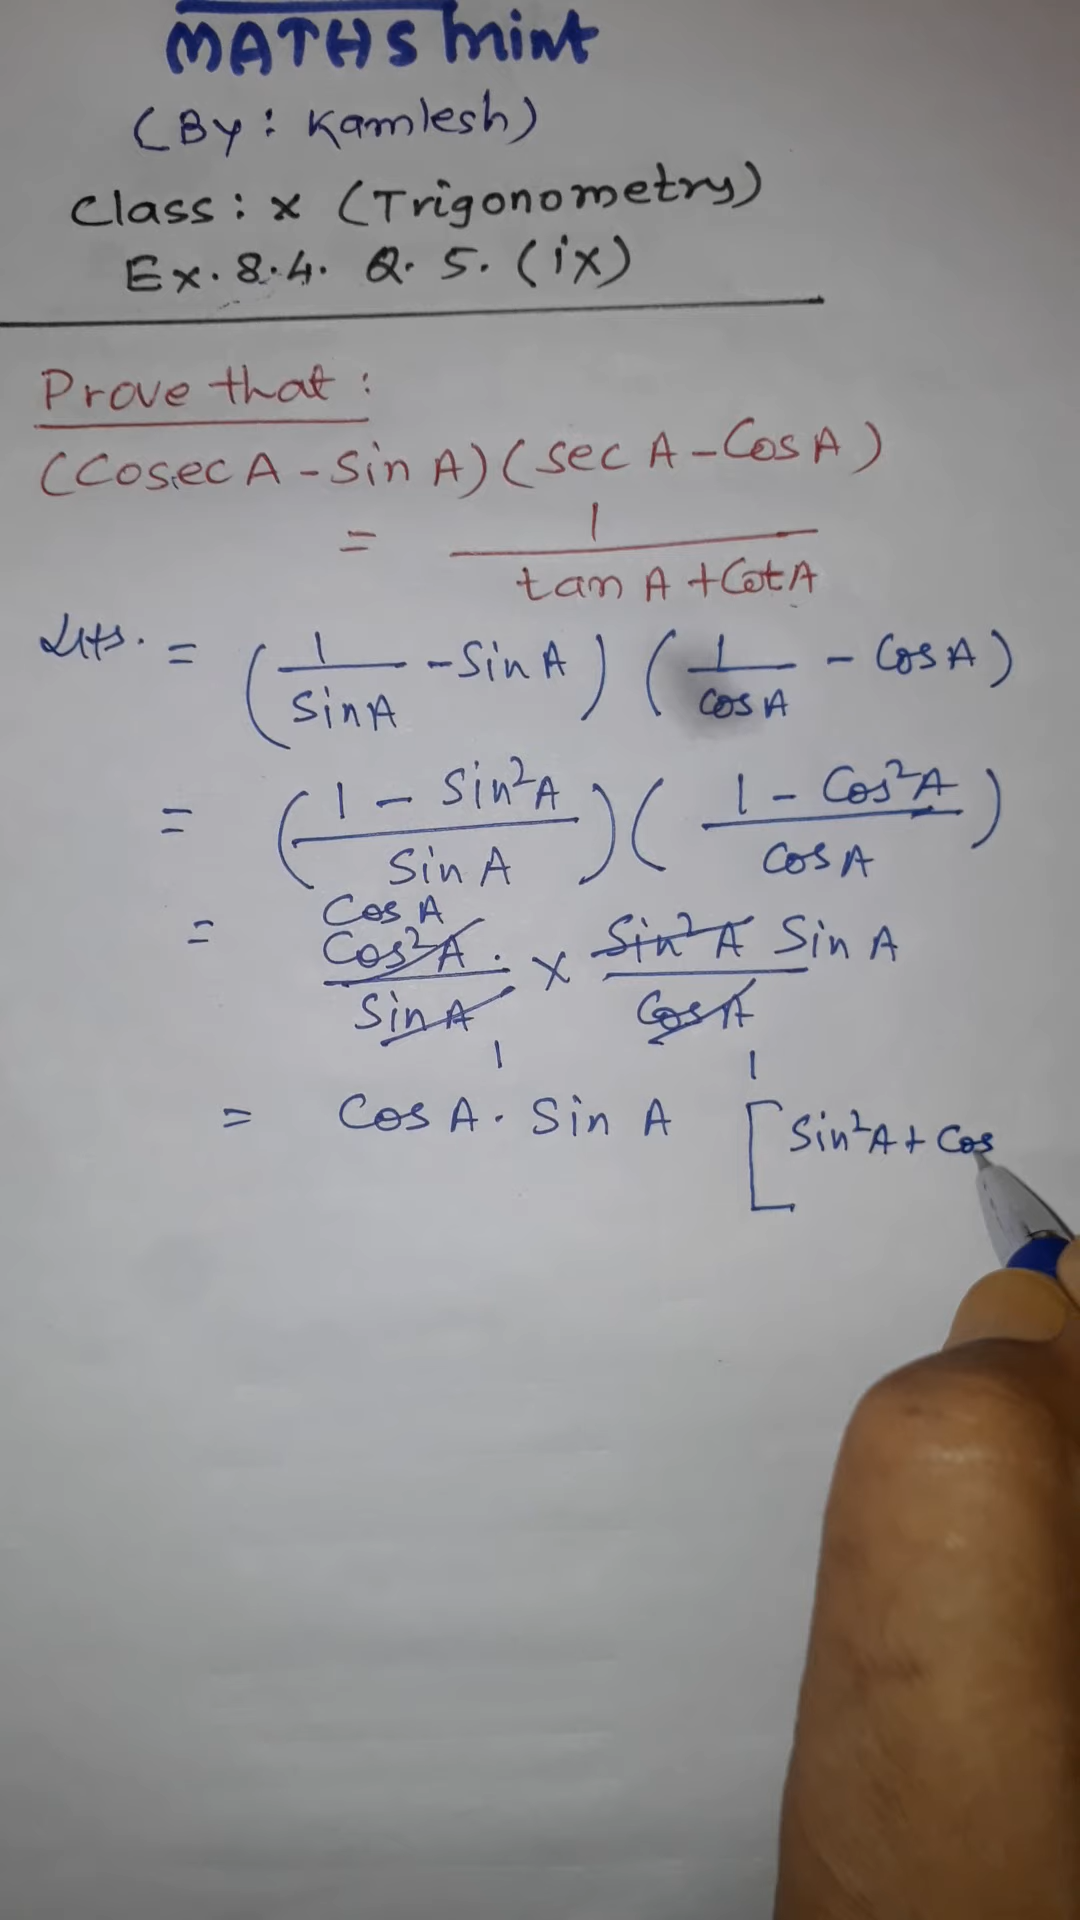 MATHS mint
(By: Kamlesh)
Class: x (Trigonometry)
Ex. 8.4. Q. 5. (ix)
Prove that:
(Cosec A - Sin A) (Sec A - Cos A)
= 1 / (tan A + Cot A)
LHS. = (1/Sin A - Sin A) (1/Cos A - Cos A)
= ((1 - Sin²A)/Sin A) ((1 - Cos²A)/Cos A)
Cos A
= Cos²A/Sin A × Sin²A/Cos A Sin A
1 1
= Cos A · Sin A [Sin²A + Cos